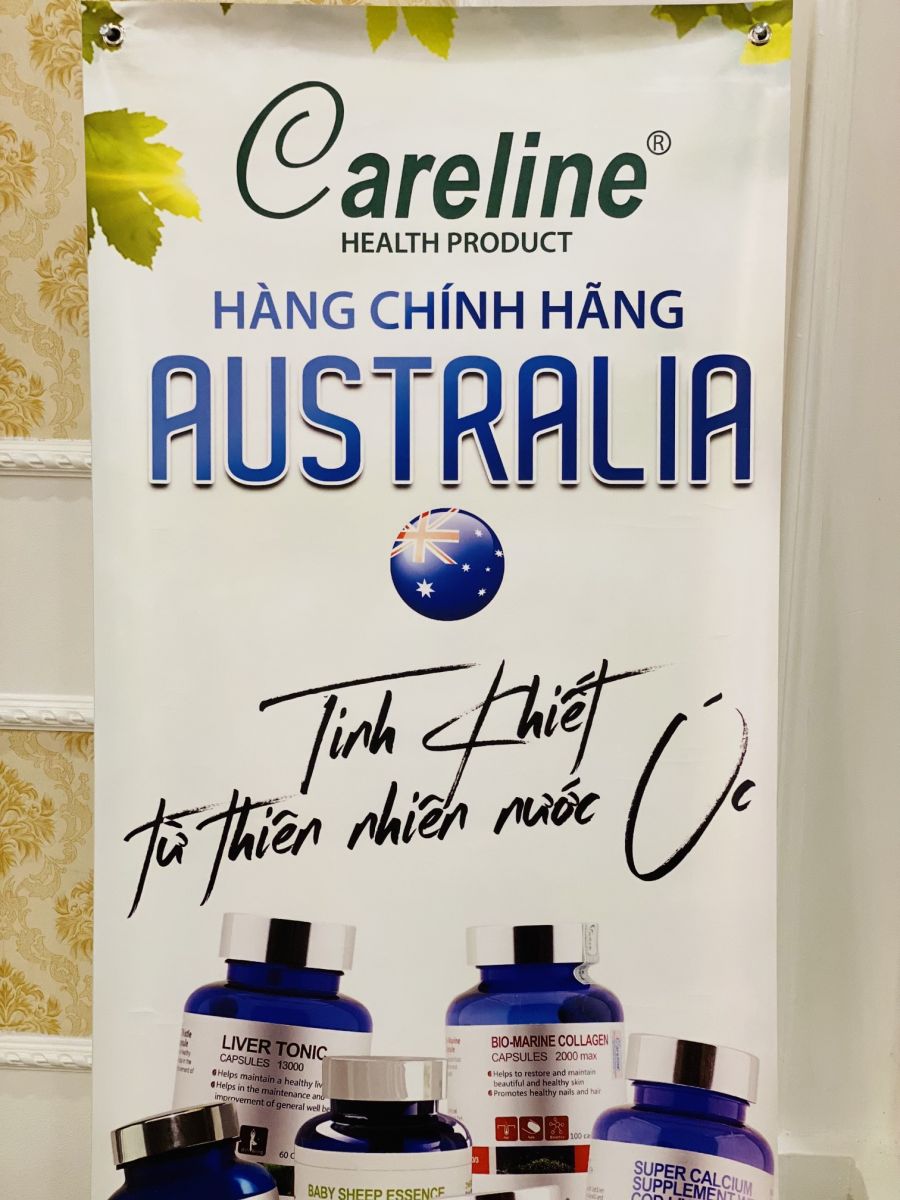 Careline®
HEALTH PRODUCT
HÀNG CHÍNH HÃNG
AUSTRALIA
Tinh Khiết
từ thiên nhiên nước Úc
LIVER TONIC
CAPSULES 13000
Helps maintain a healthy
Helps in the maintenance and
improvement of general well
BIO-MARINE COLLAGEN
CAPSULES 2000 max
Helps to restore and maintain
beautiful and healthy skin
Promotes healthy nails and hair
100
BABY SHEEP ESSENCE
SUPER CALCIUM
SUPPLEMENT